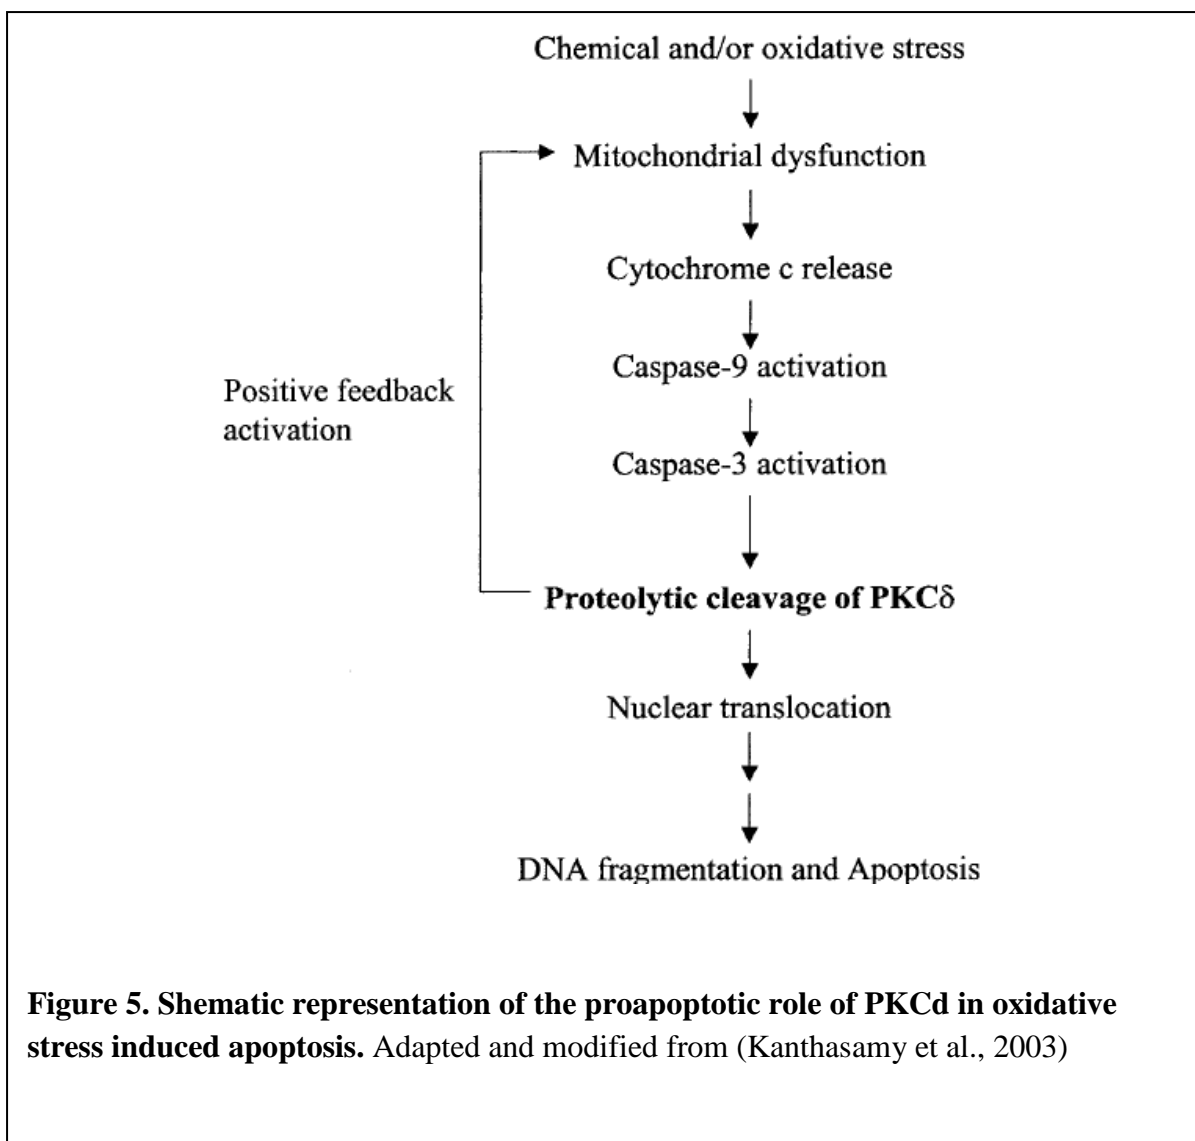 Chemical and/or oxidative stress
Mitochondrial dysfunction
Cytochrome c release
Caspase-9 activation
Positive feedback
activation
Caspase-3 activation
Proteolytic cleavage of PKCδ
Nuclear translocation
DNA fragmentation and Apoptosis
Figure 5. Shematic representation of the proapoptotic role of PKCd in oxidative
stress induced apoptosis. Adapted and modified from (Kanthasamy et al., 2003)